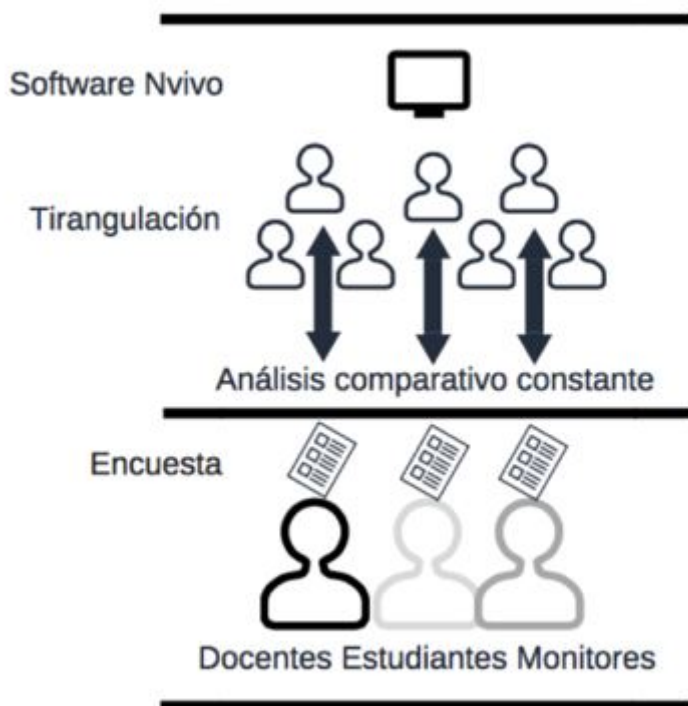 Software Nvivo
Tirangulación
Análisis comparativo constante
Encuesta
Docentes Estudiantes Monitores